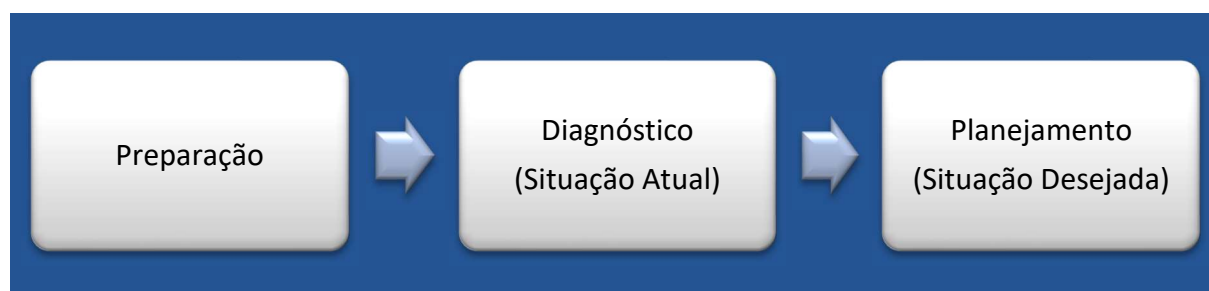 Preparação
Diagnóstico
(Situação Atual)
Planejamento
(Situação Desejada)